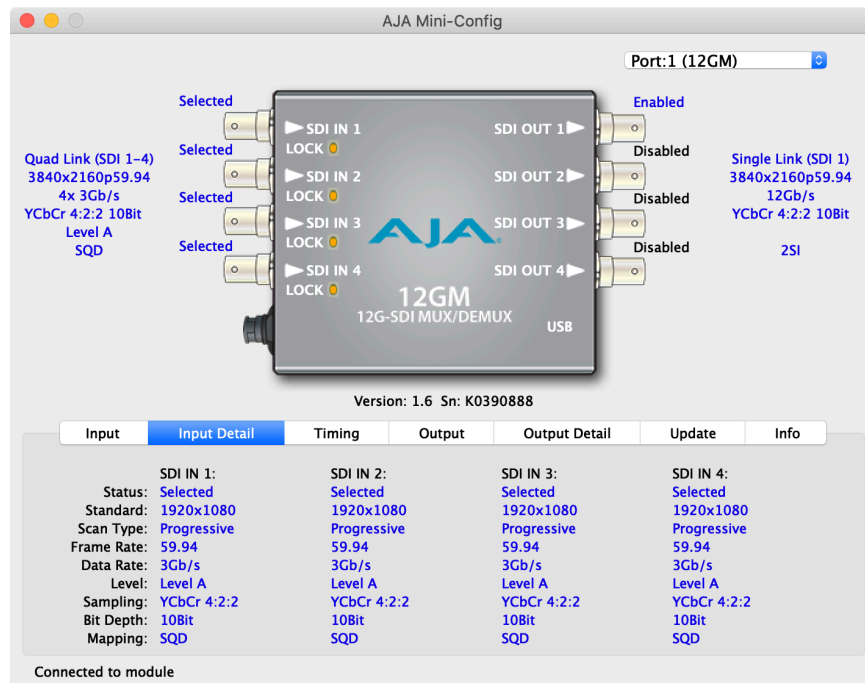 AJA Mini-Config
Port:1 (12GM)
Selected
Enabled
SDI IN 1
SDI OUT 1
LOCK
Selected
Disabled
Quad Link (SDI 1-4)
3840x2160p59.94
4x 3Gb/s
YCbCr 4:2:2 10Bit
Level A
SQD
SDI IN 2
SDI OUT 2
LOCK
Single Link (SDI 1)
3840x2160p59.94
12Gb/s
YCbCr 4:2:2 10Bit
2SI
Selected
Disabled
SDI IN 3
SDI OUT 3
LOCK
AJA
Selected
Disabled
SDI IN 4
SDI OUT 4
LOCK
12GM
12G-SDI MUX/DEMUX
USB
Version: 1.6 Sn: K0390888
Input Input Detail Timing Output Output Detail Update Info
SDI IN 1: SDI IN 2: SDI IN 3: SDI IN 4:
Status: Selected Selected Selected Selected
Standard: 1920x1080 1920x1080 1920x1080 1920x1080
Scan Type: Progressive Progressive Progressive Progressive
Frame Rate: 59.94 59.94 59.94 59.94
Data Rate: 3Gb/s 3Gb/s 3Gb/s 3Gb/s
Level: Level A Level A Level A Level A
Sampling: YCbCr 4:2:2 YCbCr 4:2:2 YCbCr 4:2:2 YCbCr 4:2:2
Bit Depth: 10Bit 10Bit 10Bit 10Bit
Mapping: SQD SQD SQD SQD
Connected to module